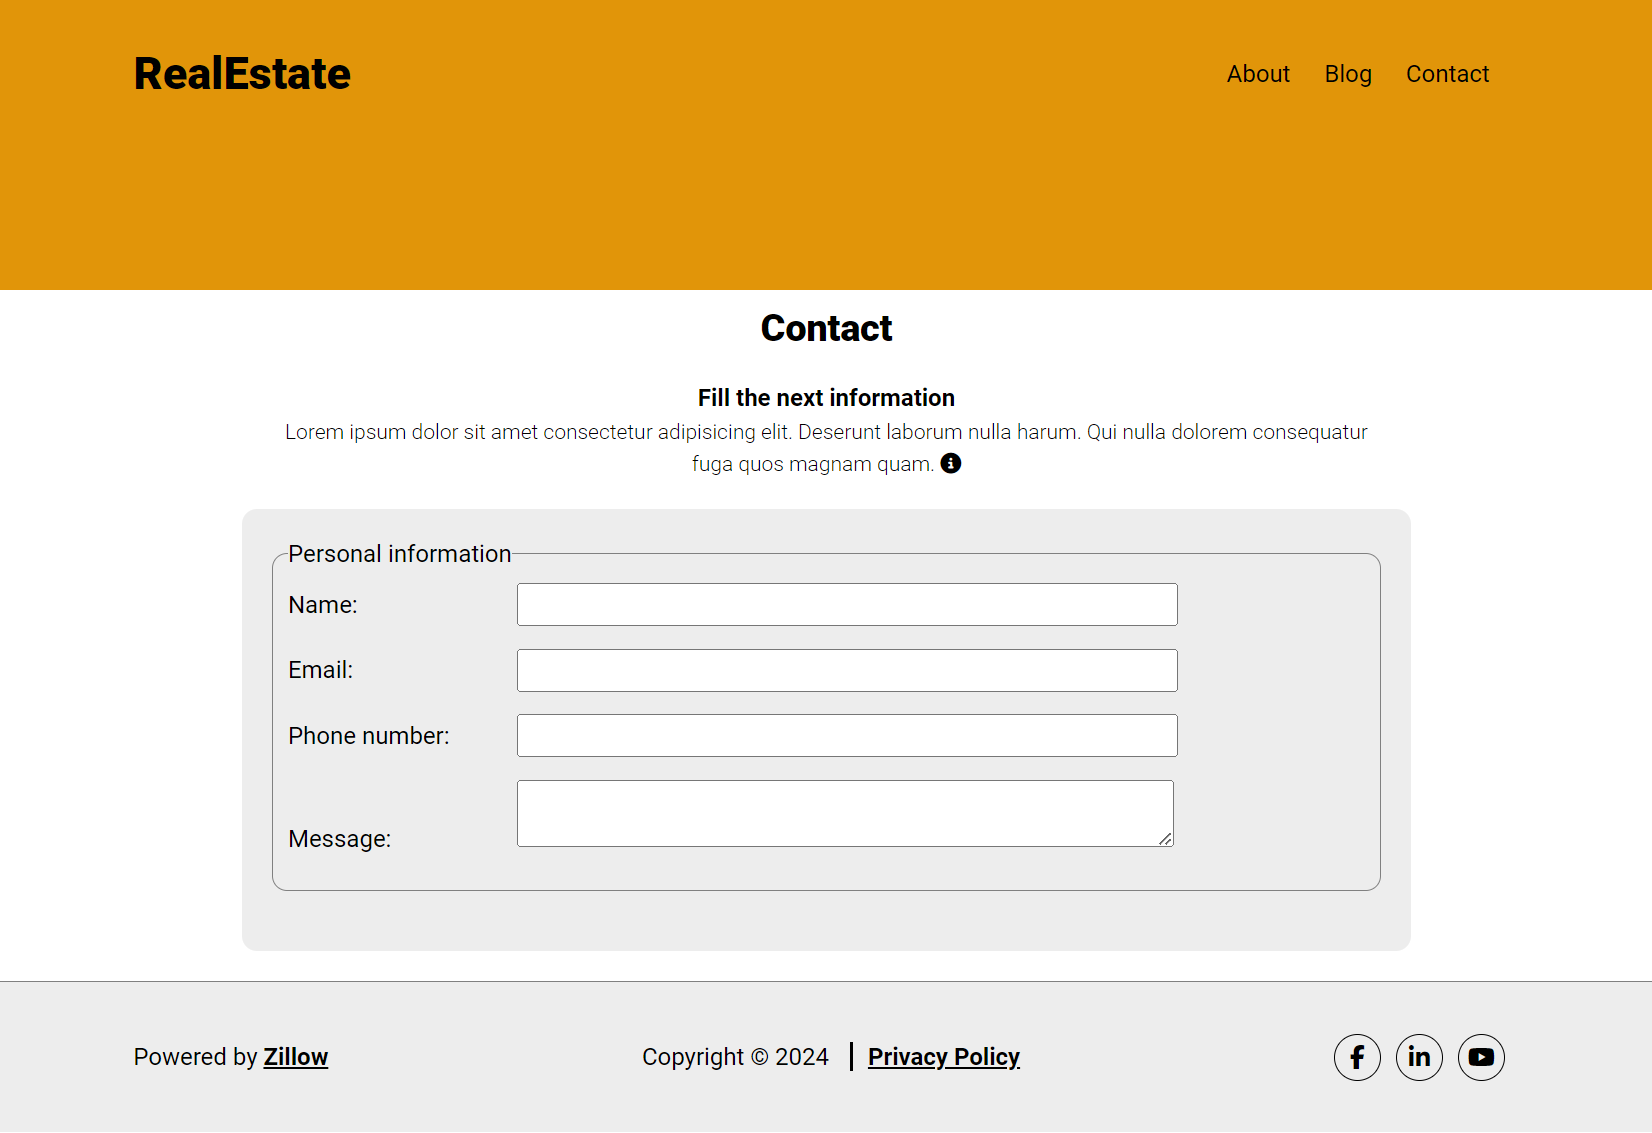 RealEstate
About Blog Contact
Contact
Fill the next information
Lorem ipsum dolor sit amet consectetur adipisicing elit. Deserunt laborum nulla harum. Qui nulla dolorem consequatur
fuga quos magnam quam.
Personal information
Name:
Email:
Phone number:
Message:
Powered by Zillow
Copyright © 2024 | Privacy Policy